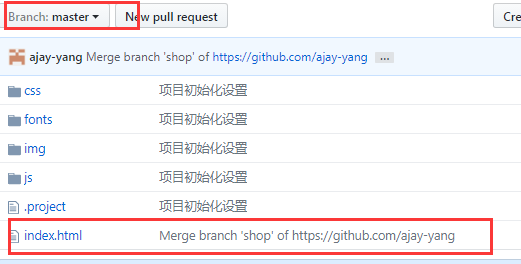 Branch: master New pull request Cre
ajay-yang Merge branch 'shop' of https://github.com/ajay-yang ...
css 项目初始化设置
fonts 项目初始化设置
img 项目初始化设置
js 项目初始化设置
.project 项目初始化设置
index.html Merge branch 'shop' of https://github.com/ajay-yang